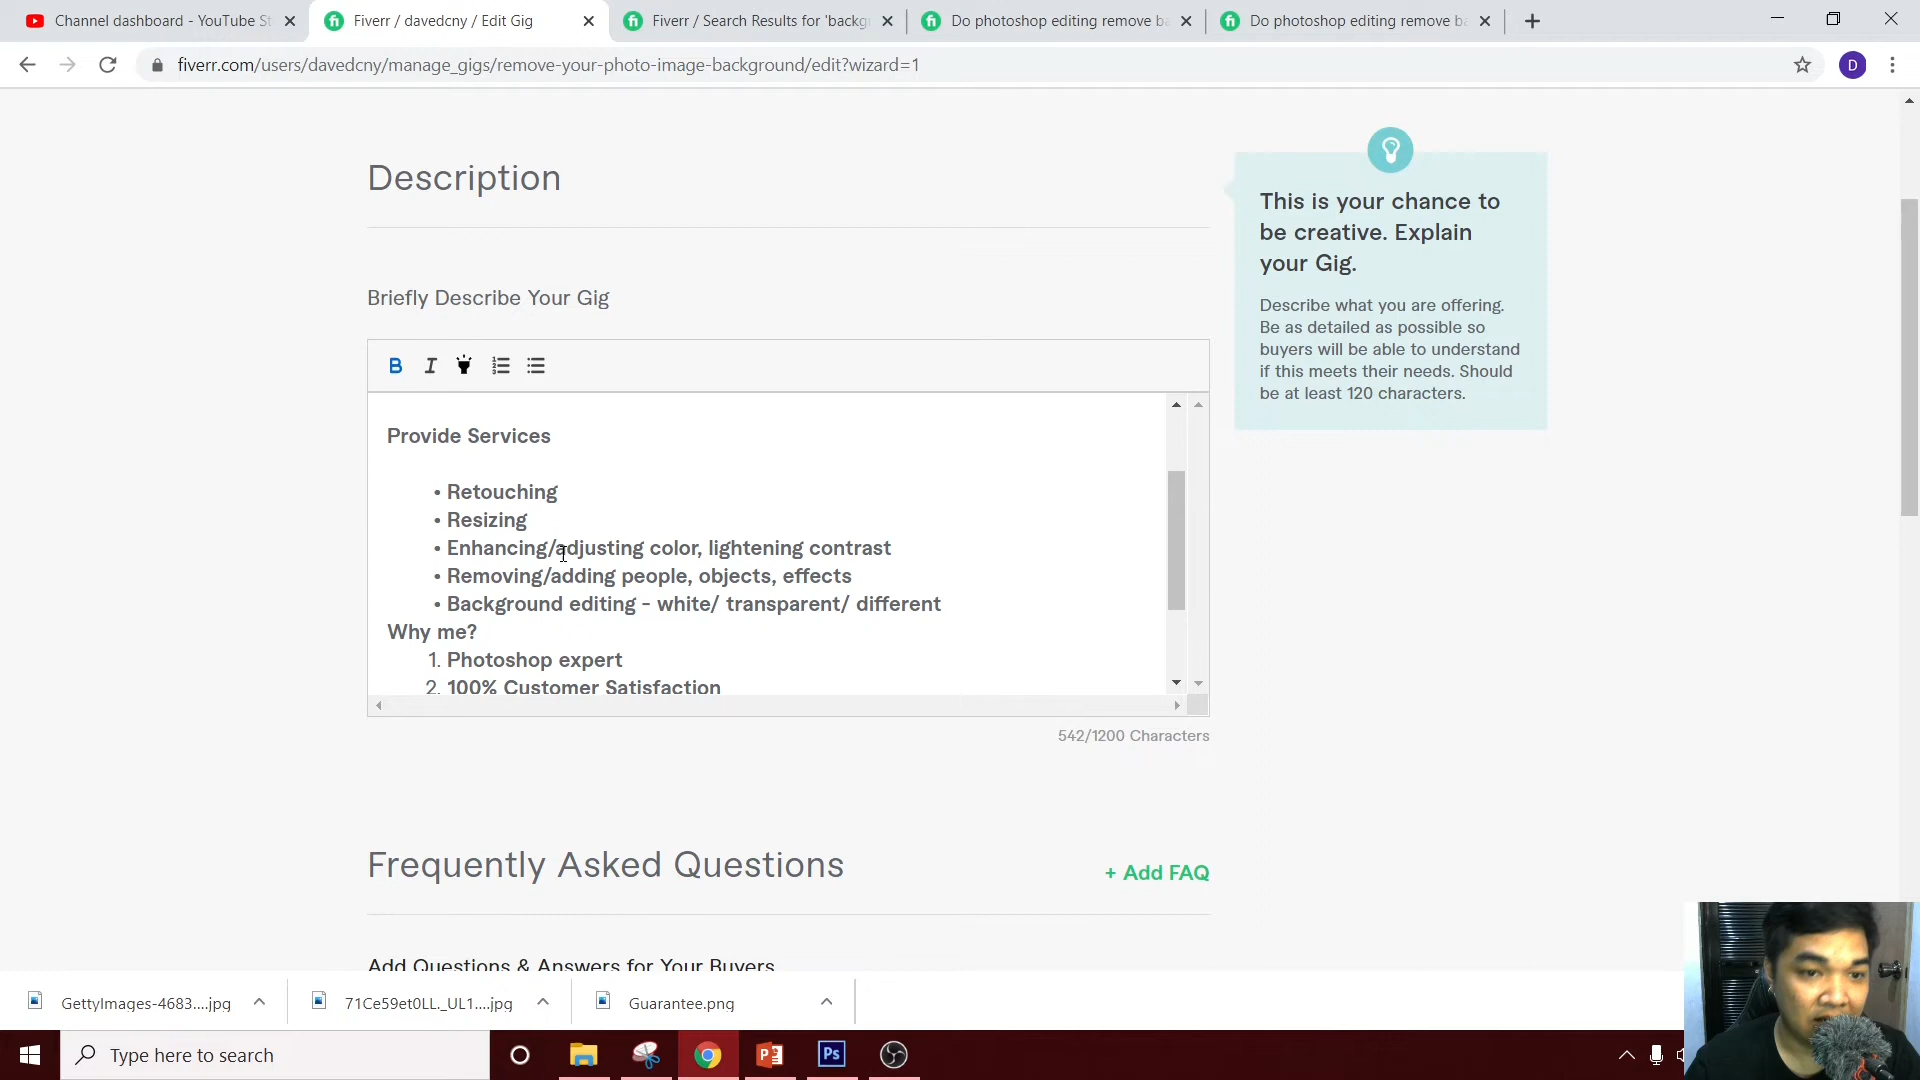 Channel dashboard - YouTube St
Fiverr / davedcny / Edit Gig
Fiverr / Search Results for 'backg
Do photoshop editing remove ba
Do photoshop editing remove ba
fiverr.com/users/davedcny/manage_gigs/remove-your-photo-image-background/edit?wizard=1
D
Description
This is your chance to
be creative. Explain
your Gig.
Describe what you are offering.
Be as detailed as possible so
buyers will be able to understand
if this meets their needs. Should
be at least 120 characters.
Briefly Describe Your Gig
B I
Provide Services
• Retouching
• Resizing
• Enhancing/adjusting color, lightening contrast
• Removing/adding people, objects, effects
• Background editing - white/ transparent/ different
Why me?
1. Photoshop expert
2. 100% Customer Satisfaction
542/1200 Characters
Frequently Asked Questions
+ Add FAQ
Add Questions & Answers for Your Buyers
GettyImages-4683....jpg
71Ce59et0LL._UL1....jpg
Guarantee.png
Type here to search
Ps